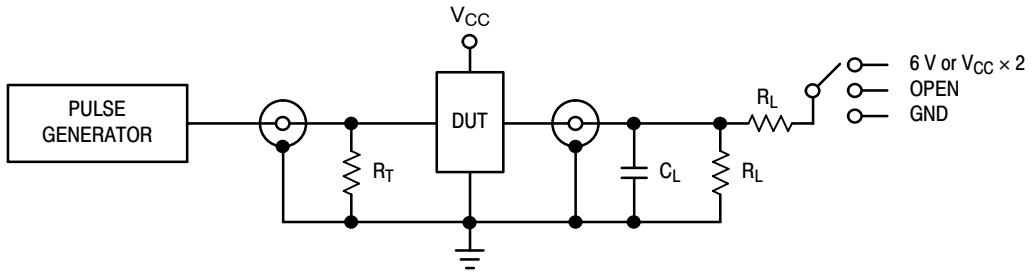 V_CC
PULSE
GENERATOR
DUT
R_T
C_L
R_L
R_L
6 V or V_CC × 2
OPEN
GND